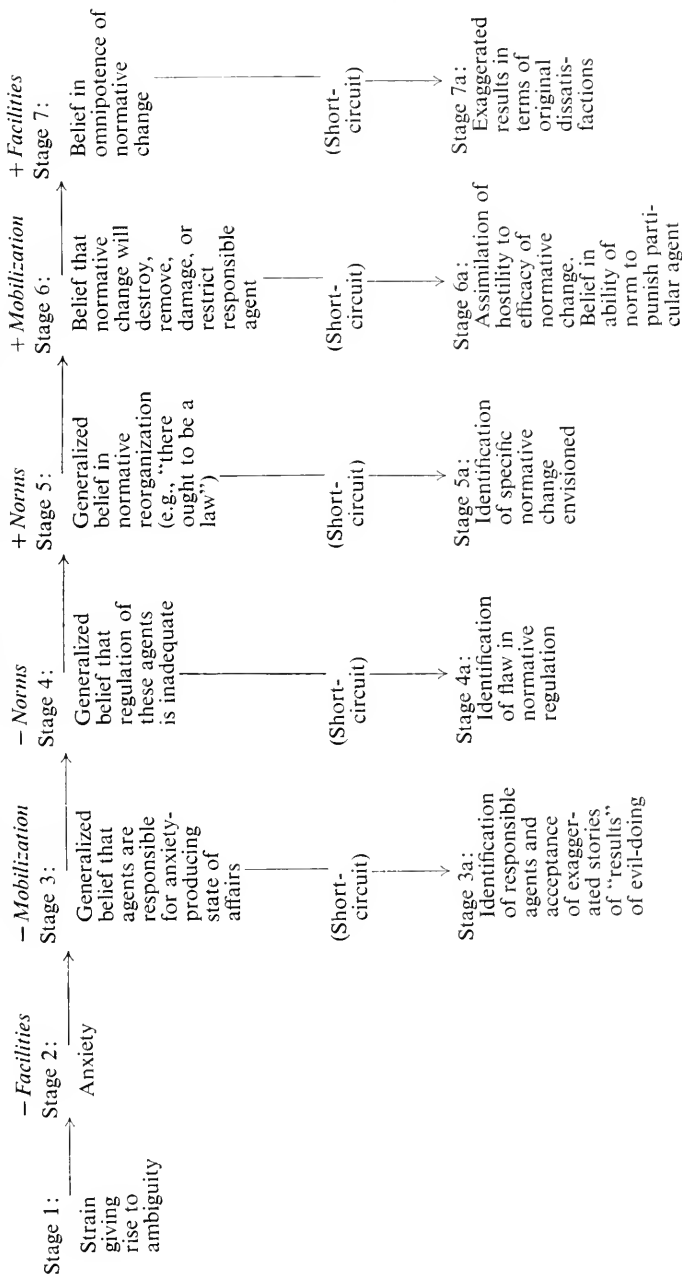 Stage 1:
Strain
giving
rise to
ambiguity
− Facilities
Stage 2:
Anxiety
− Mobilization
Stage 3:
Generalized
belief that
agents are
responsible
for anxiety-
producing
state of
affairs
(Short-
circuit)
Stage 3a:
Identification
of responsible
agents and
acceptance
of exagger-
ated stories
of "results"
of evil-doing
− Norms
Stage 4:
Generalized
belief that
regulation of
these agents
is inadequate
(Short-
circuit)
Stage 4a:
Identification
of flaw in
normative
regulation
+ Norms
Stage 5:
Generalized
belief in
normative
reorganization
(e.g., "there
ought to be a
law")
(Short-
circuit)
Stage 5a:
Identification
of specific
normative
change
envisioned
+ Mobilization
Stage 6:
Belief that
normative
change will
destroy,
remove,
damage, or
restrict
responsible
agent
(Short-
circuit)
Stage 6a:
Assimilation of
hostility to
efficacy of
normative
change.
Belief in
ability of
norm to
punish parti-
cular agent
+ Facilities
Stage 7:
Belief in
omnipotence of
normative
change
(Short-
circuit)
Stage 7a:
Exaggerated
results in
terms of
original
dissatis-
factions